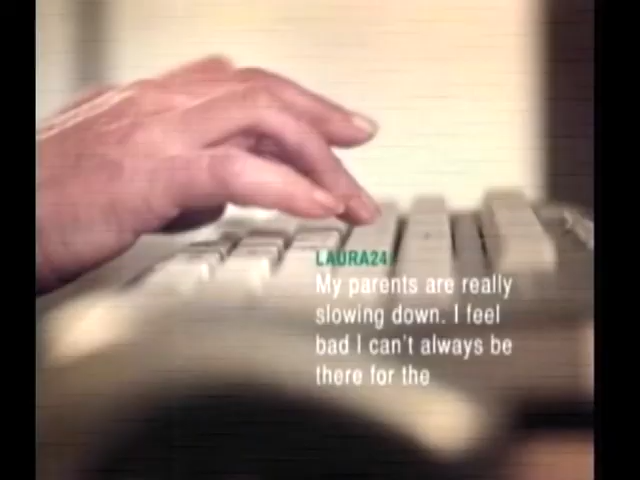 LAURA24
My parents are really
slowing down. I feel
bad I can't always be
there for the